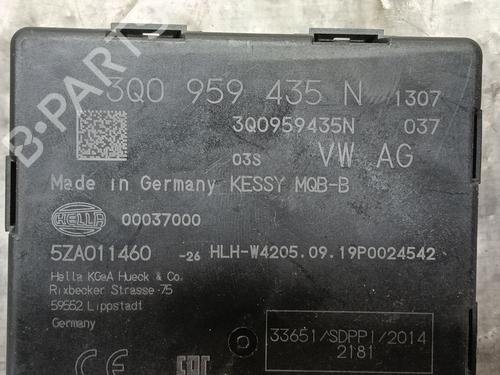 3Q0 959 435 N 1307
3Q0959435N 037
03S VW AG
Made in Germany KESSY MQB-B
HELLA 00037000
5ZA011460 -26 HLH-W4205.09.19P0024542
Hella KGaA Hueck & Co.
Rixbecker Strasse 75
59552 Lippstadt
Germany
33651/SDPPI/2014
2181
CE EAC
B-PARTS